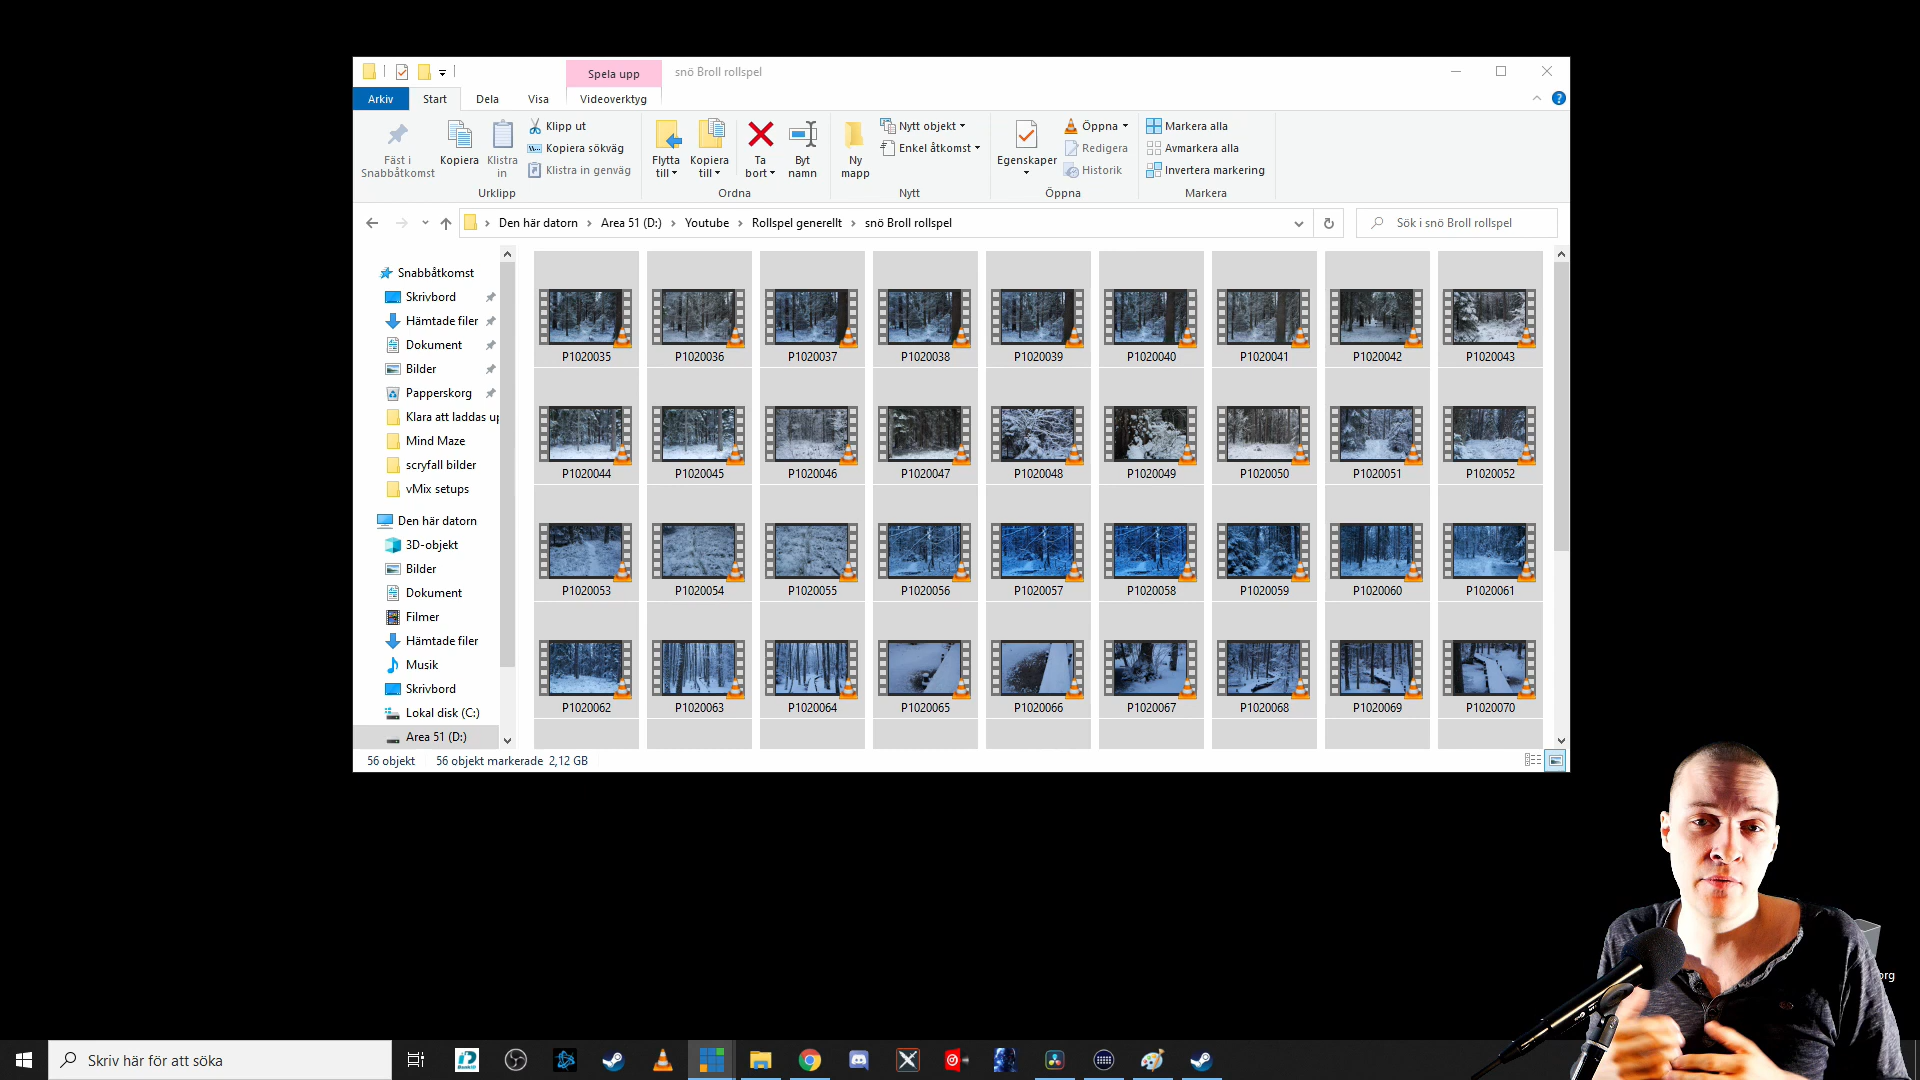 Spela upp
snö Broll rollspel
Arkiv
Start
Dela
Visa
Videoverktyg
Fäst i
Snabbåtkomst
Kopiera
Klistra
in
Klipp ut
Kopiera sökväg
Klistra in genväg
Urklipp
Flytta
till
Kopiera
till
Ta
bort
Byt
namn
Ordna
Ny
mapp
Nytt objekt
Enkel åtkomst
Nytt
Egenskaper
Öppna
Redigera
Historik
Öppna
Markera alla
Avmarkera alla
Invertera markering
Markera
Den här datorn > Area 51 (D:) > Youtube > Rollspel generellt > snö Broll rollspel
Sök i snö Broll rollspel
Snabbåtkomst
Skrivbord
Hämtade filer
Dokument
Bilder
Papperskorg
Klara att laddas up
Mind Maze
scryfall bilder
vMix setups
Den här datorn
3D-objekt
Bilder
Dokument
Filmer
Hämtade filer
Musik
Skrivbord
Lokal disk (C:)
Area 51 (D:)
P1020035 P1020036 P1020037 P1020038 P1020039 P1020040 P1020041 P1020042 P1020043
P1020044 P1020045 P1020046 P1020047 P1020048 P1020049 P1020050 P1020051 P1020052
P1020053 P1020054 P1020055 P1020056 P1020057 P1020058 P1020059 P1020060 P1020061
P1020062 P1020063 P1020064 P1020065 P1020066 P1020067 P1020068 P1020069 P1020070
56 objekt
56 objekt markerade 2,12 GB
org
Skriv här för att söka